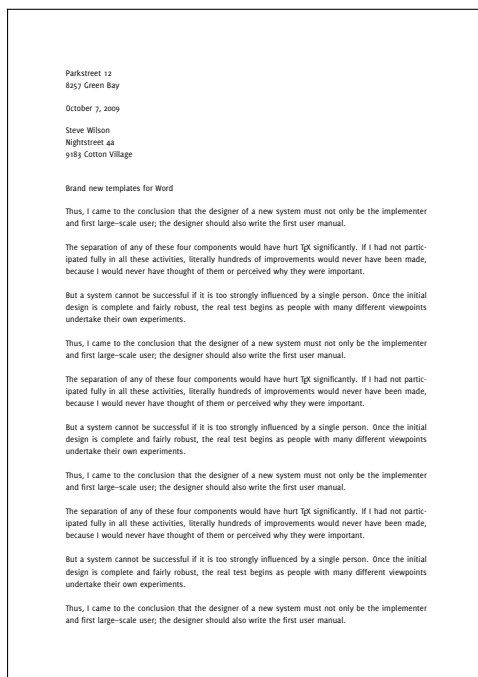 Parkstreet 12
8257 Green Bay
October 7, 2009
Steve Wilson
Nightstreet 4a
9183 Cotton Village
Brand new templates for Word
Thus, I came to the conclusion that the designer of a new system must not only be the implementer
and first large–scale user; the designer should also write the first user manual.
The separation of any of these four components would have hurt TEX significantly. If I had not partic-
ipated fully in all these activities, literally hundreds of improvements would never have been made,
because I would never have thought of them or perceived why they were important.
But a system cannot be successful if it is too strongly influenced by a single person. Once the initial
design is complete and fairly robust, the real test begins as people with many different viewpoints
undertake their own experiments.
Thus, I came to the conclusion that the designer of a new system must not only be the implementer
and first large–scale user; the designer should also write the first user manual.
The separation of any of these four components would have hurt TEX significantly. If I had not partic-
ipated fully in all these activities, literally hundreds of improvements would never have been made,
because I would never have thought of them or perceived why they were important.
But a system cannot be successful if it is too strongly influenced by a single person. Once the initial
design is complete and fairly robust, the real test begins as people with many different viewpoints
undertake their own experiments.
Thus, I came to the conclusion that the designer of a new system must not only be the implementer
and first large–scale user; the designer should also write the first user manual.
The separation of any of these four components would have hurt TEX significantly. If I had not partic-
ipated fully in all these activities, literally hundreds of improvements would never have been made,
because I would never have thought of them or perceived why they were important.
But a system cannot be successful if it is too strongly influenced by a single person. Once the initial
design is complete and fairly robust, the real test begins as people with many different viewpoints
undertake their own experiments.
Thus, I came to the conclusion that the designer of a new system must not only be the implementer
and first large–scale user; the designer should also write the first user manual.